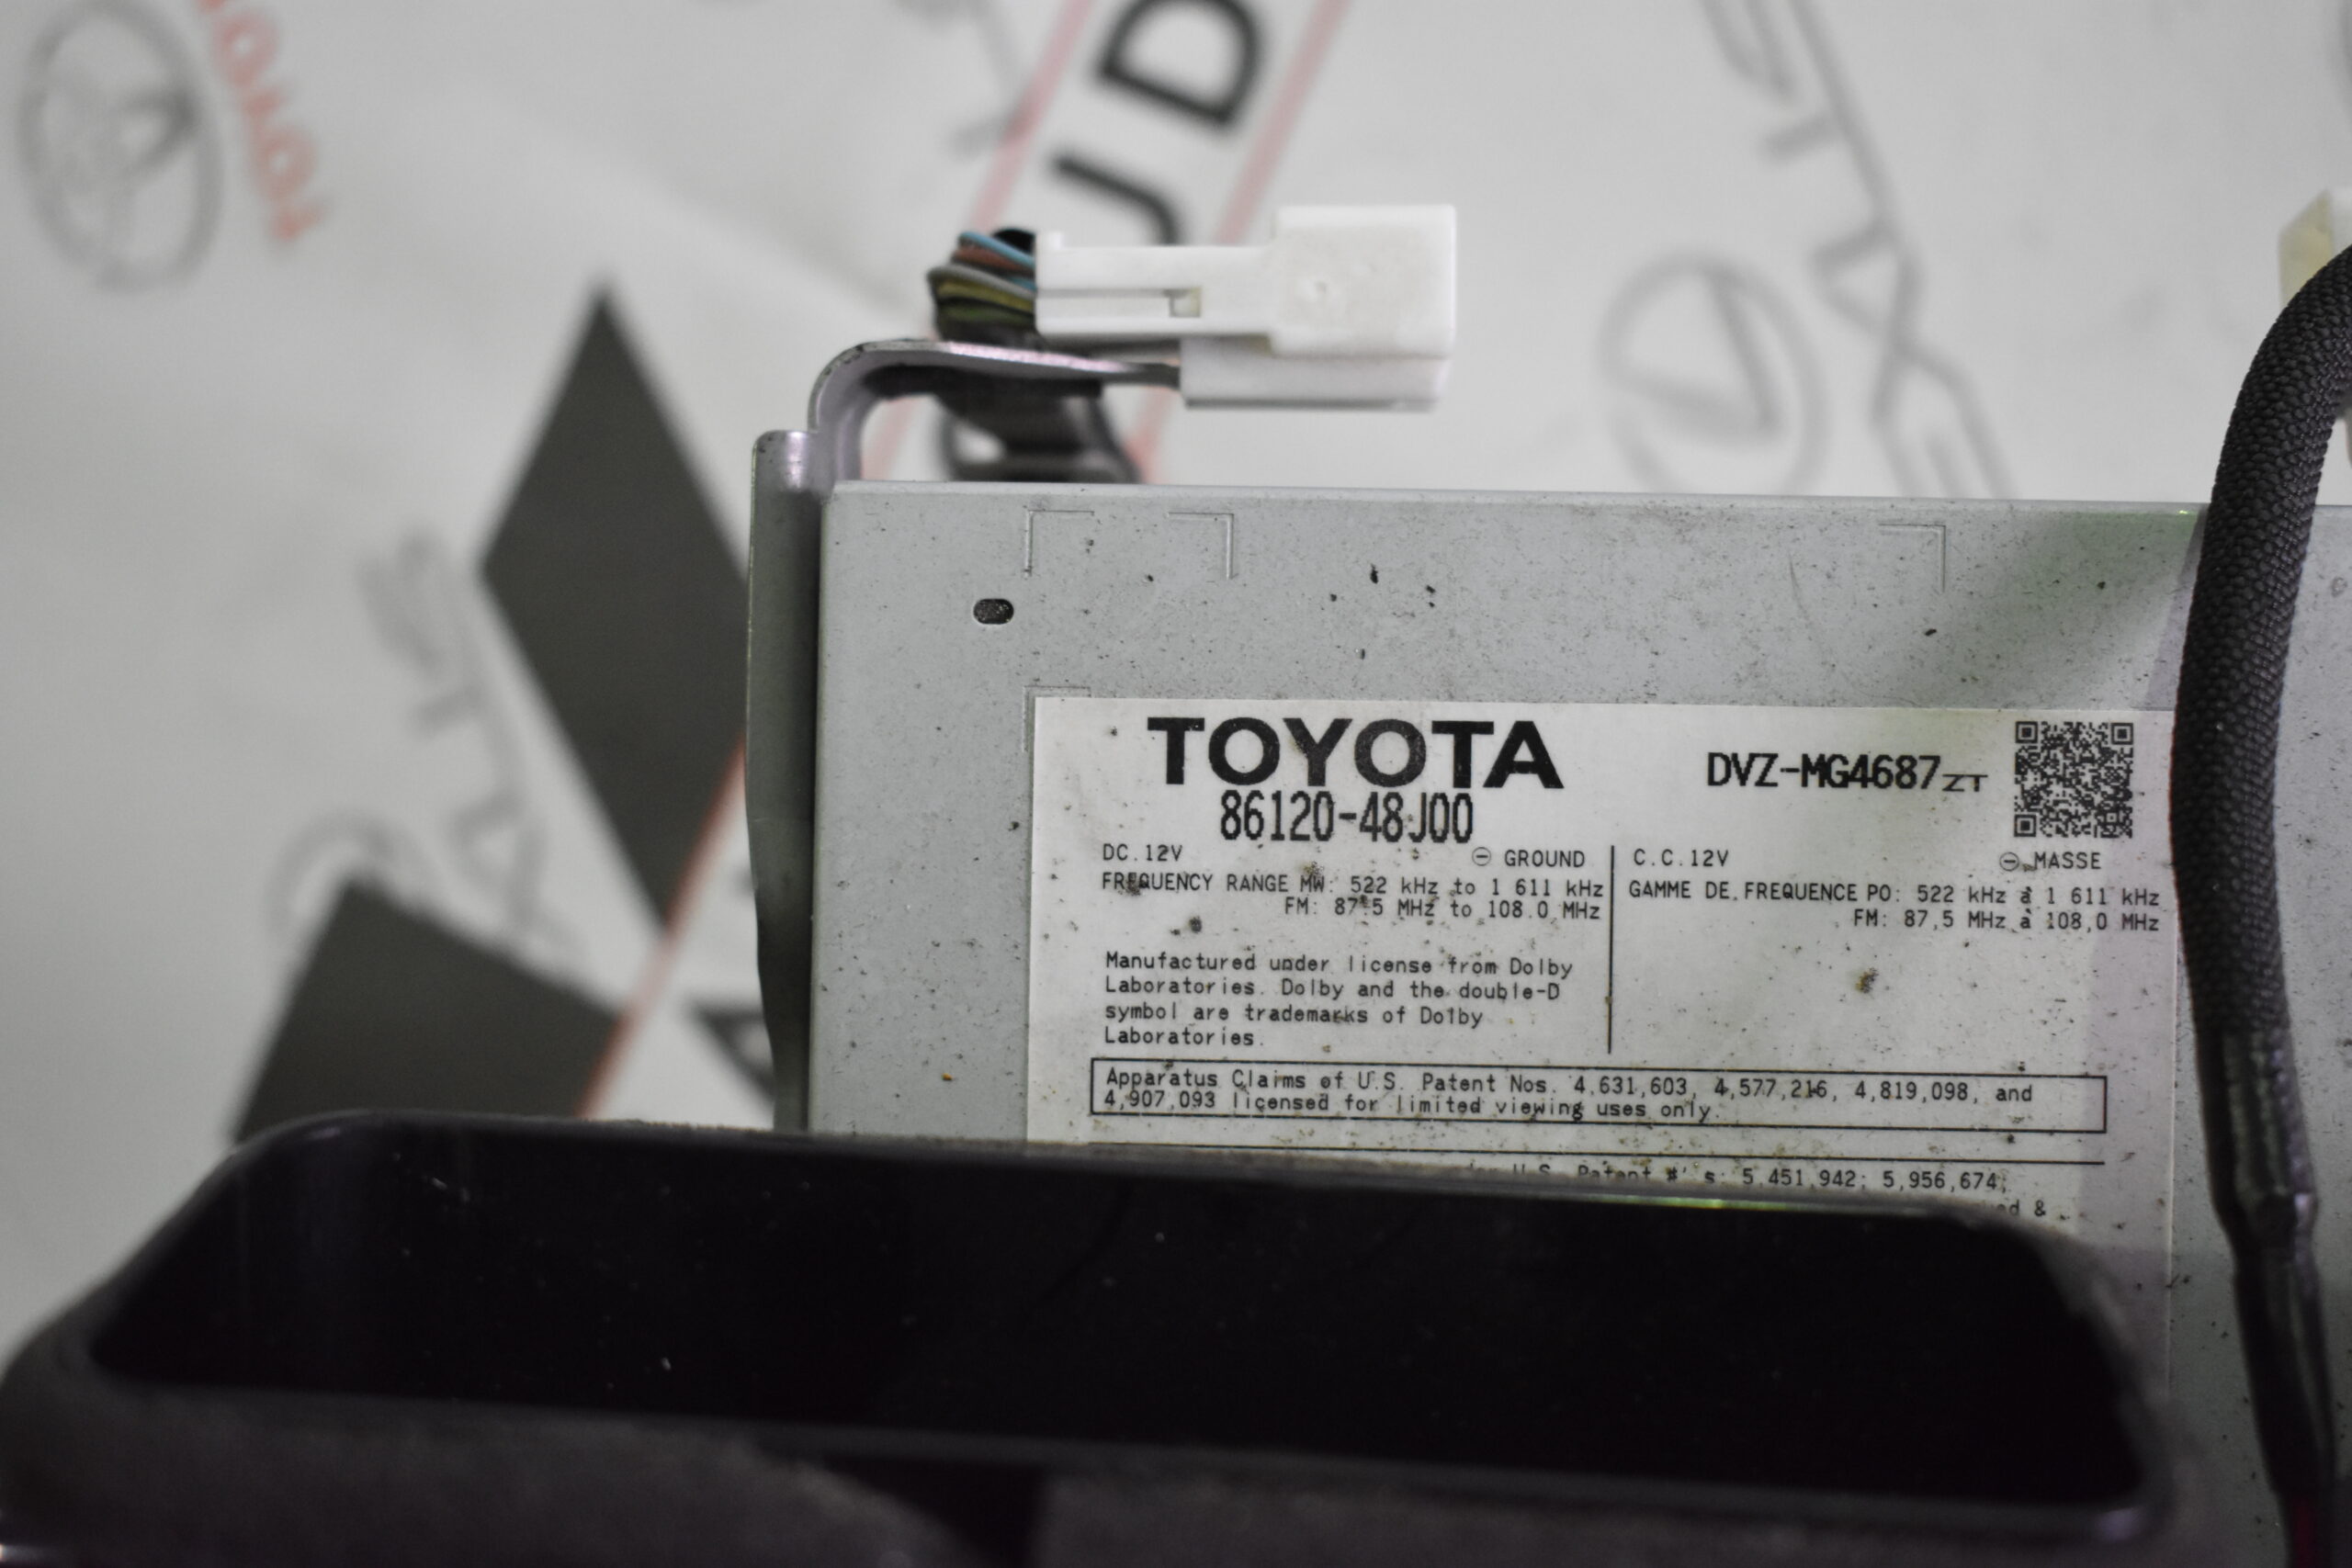 TOYOTA
JD
TOYOTA
86120-48J00
DVZ-MG4687ZT
DC.12V ⊖ GROUND
FREQUENCY RANGE MW: 522 kHz to 1 611 kHz
FM: 87.5 MHz to 108.0 MHz
C.C.12V ⊖ MASSE
GAMME DE FREQUENCE PO: 522 kHz à 1 611 kHz
FM: 87,5 MHz à 108,0 MHz
Manufactured under license from Dolby
Laboratories. Dolby and the double-D
symbol are trademarks of Dolby
Laboratories.
Apparatus Claims of U.S. Patent Nos. 4,631,603, 4,577,216, 4,819,098, and
4,907,093 licensed for limited viewing uses only.
U.S. Patent #'s: 5,451,942; 5,956,674;
&